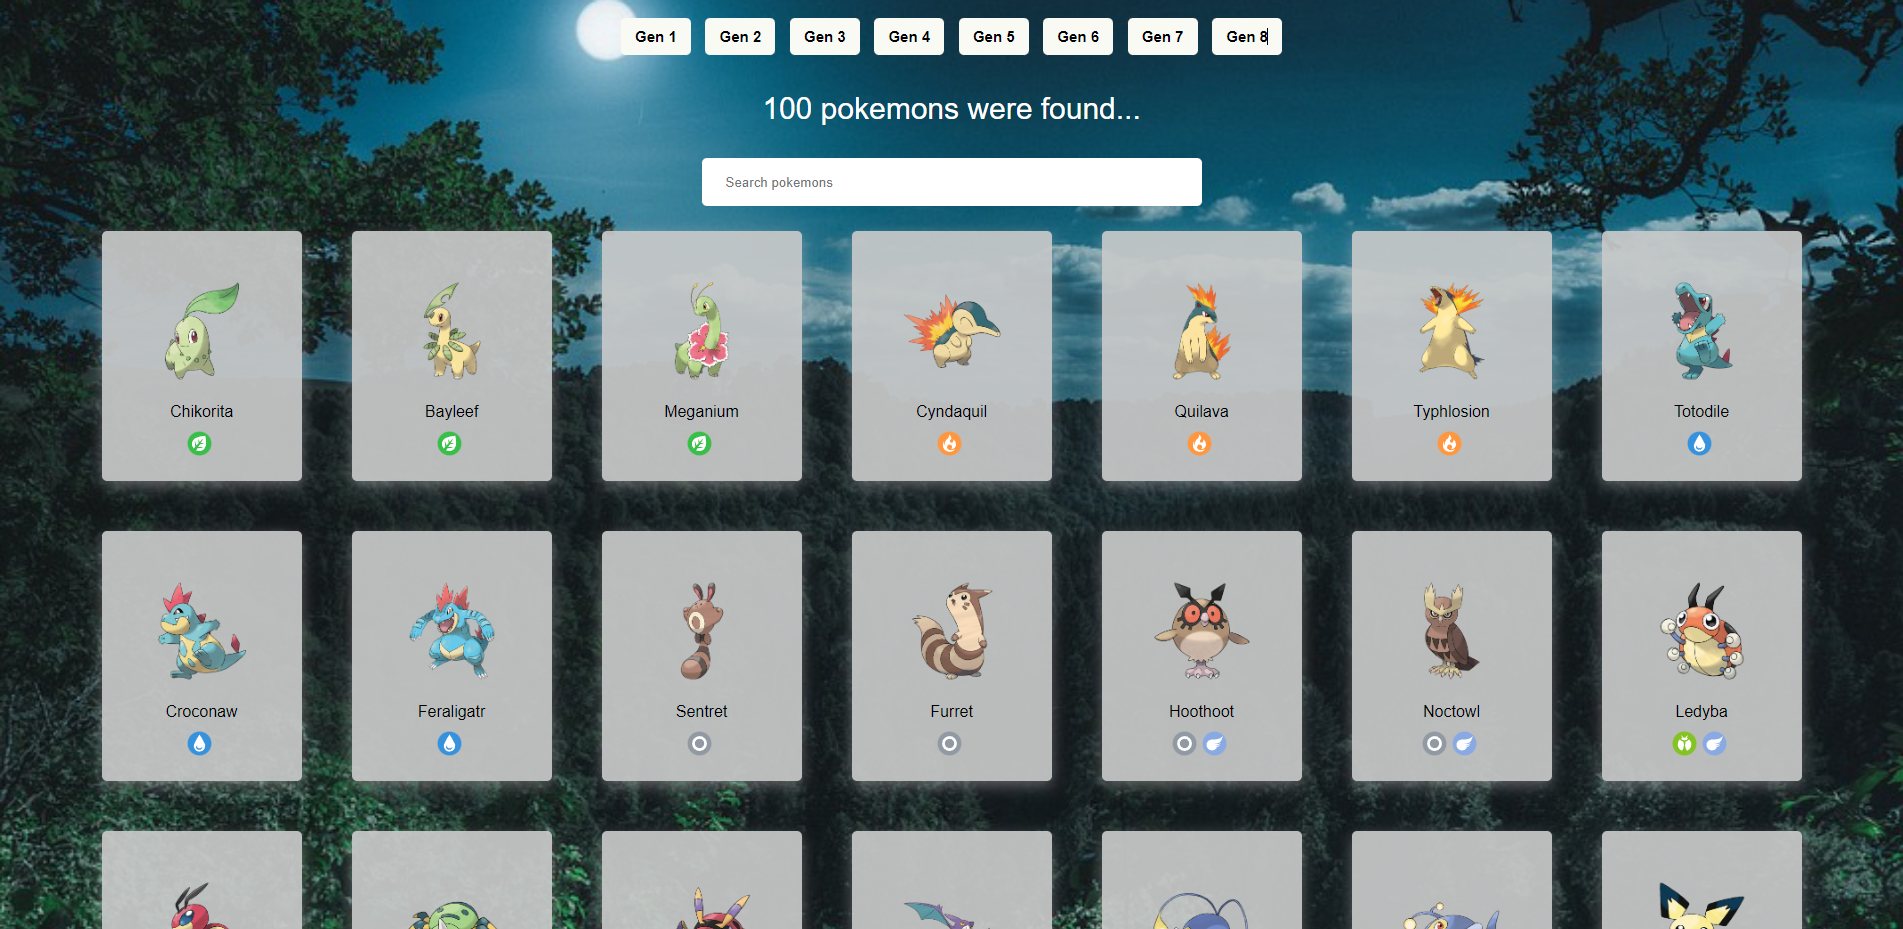 Gen 1 Gen 2 Gen 3 Gen 4 Gen 5 Gen 6 Gen 7 Gen 8
100 pokemons were found...
Search pokemons
Chikorita Bayleef Meganium Cyndaquil Quilava Typhlosion Totodile
Croconaw Feraligatr Sentret Furret Hoothoot Noctowl Ledyba